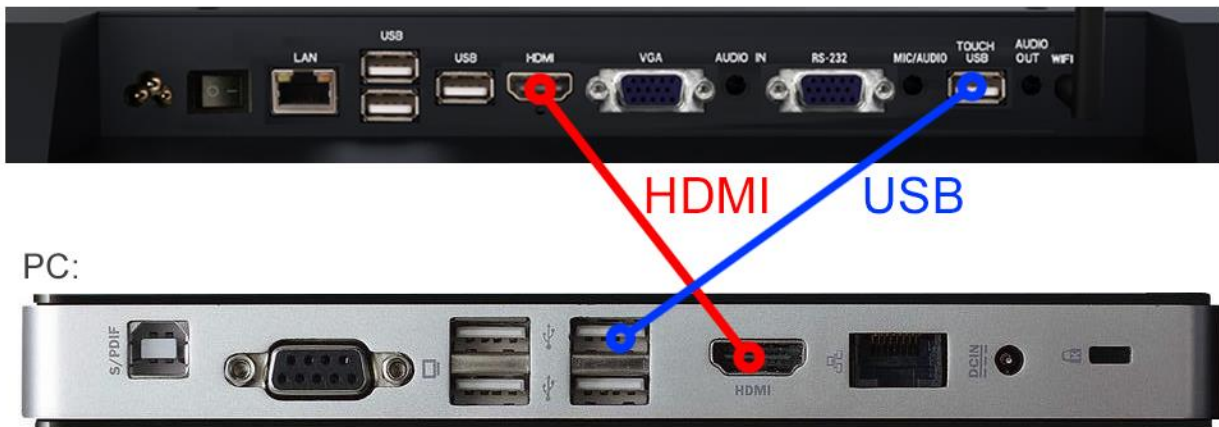 USB
LAN
USB
HDMI
VGA
AUDIO IN
RS-232
MIC/AUDIO
TOUCH
USB
AUDIO
OUT
WIFI
HDMI
USB
PC:
S/PDIF
HDMI
DCIN